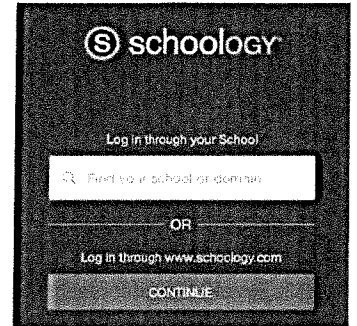 S schoology
Log in through your School
Find your school or domain
OR
Log in through www.schoology.com
CONTINUE